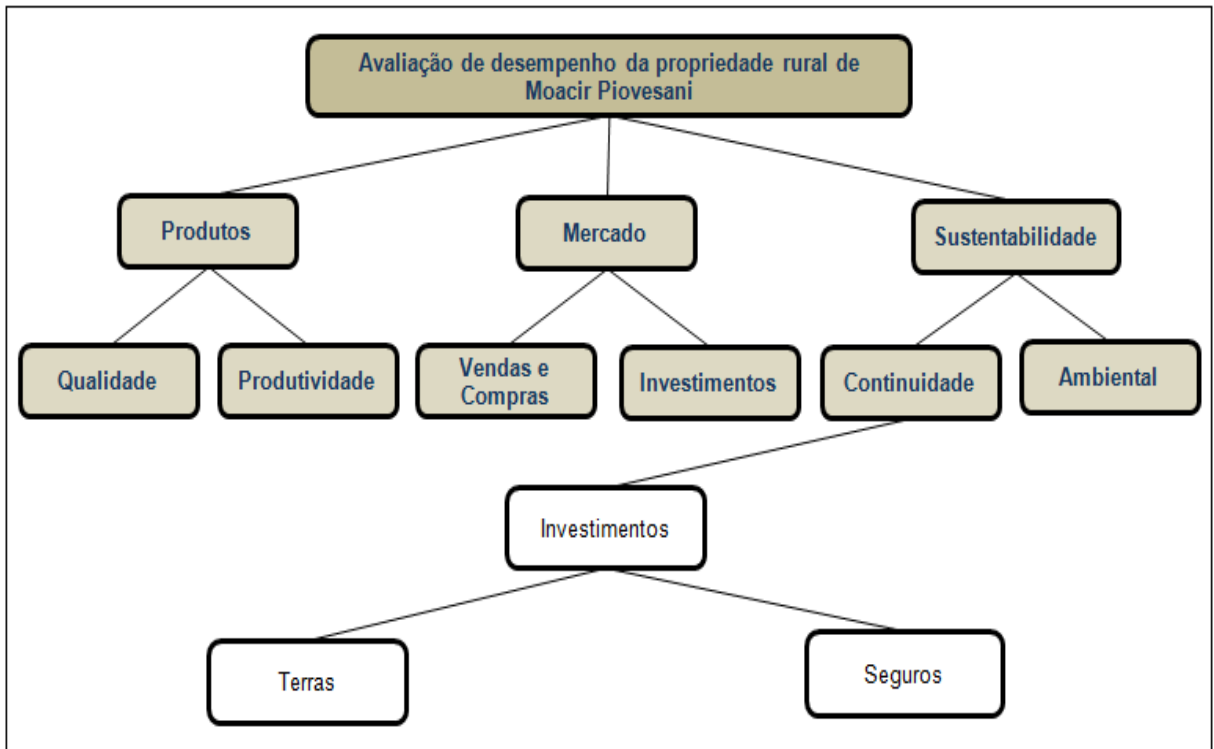 Avaliação de desempenho da propriedade rural de
Moacir Piovesani
Produtos
Mercado
Sustentabilidade
Qualidade
Produtividade
Vendas e
Compras
Investimentos
Continuidade
Ambiental
Investimentos
Terras
Seguros